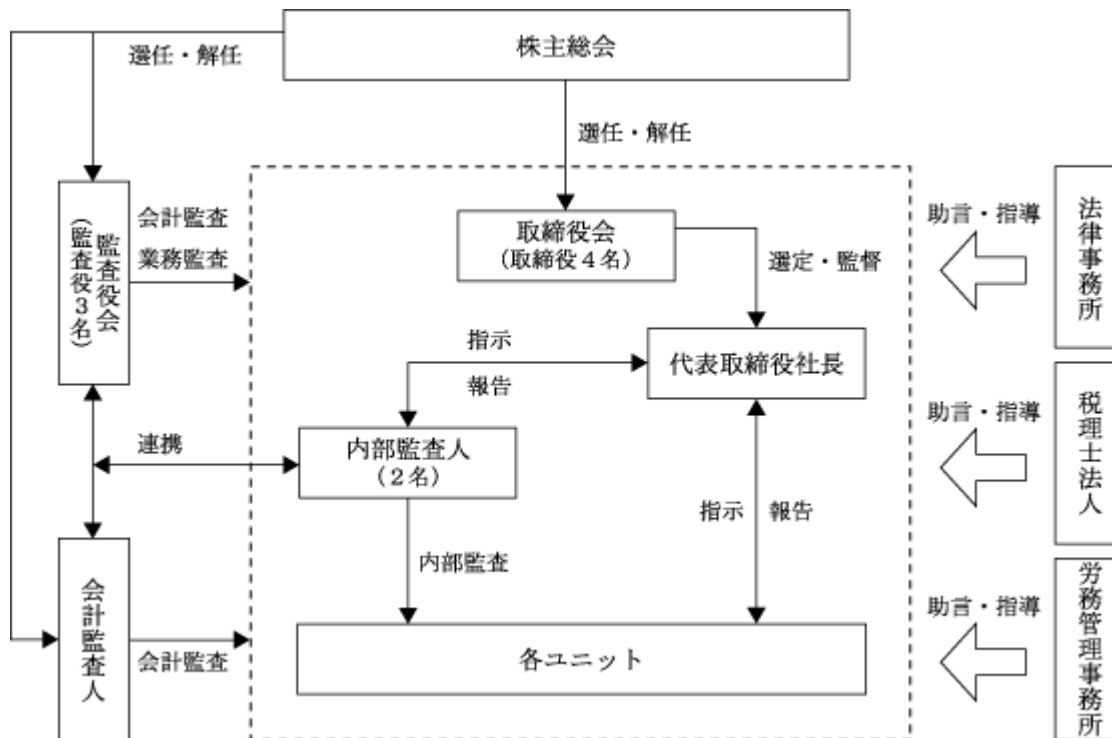 株主総会
選任・解任
選任・解任
監査役会
(監査役3名)
会計監査
業務監査
取締役会
(取締役4名)
選定・監督
助言・指導
法律事務所
指示
報告
代表取締役社長
連携
内部監査人
(2名)
指示
報告
助言・指導
税理士法人
内部監査
会計監査人
会計監査
各ユニット
助言・指導
労務管理事務所